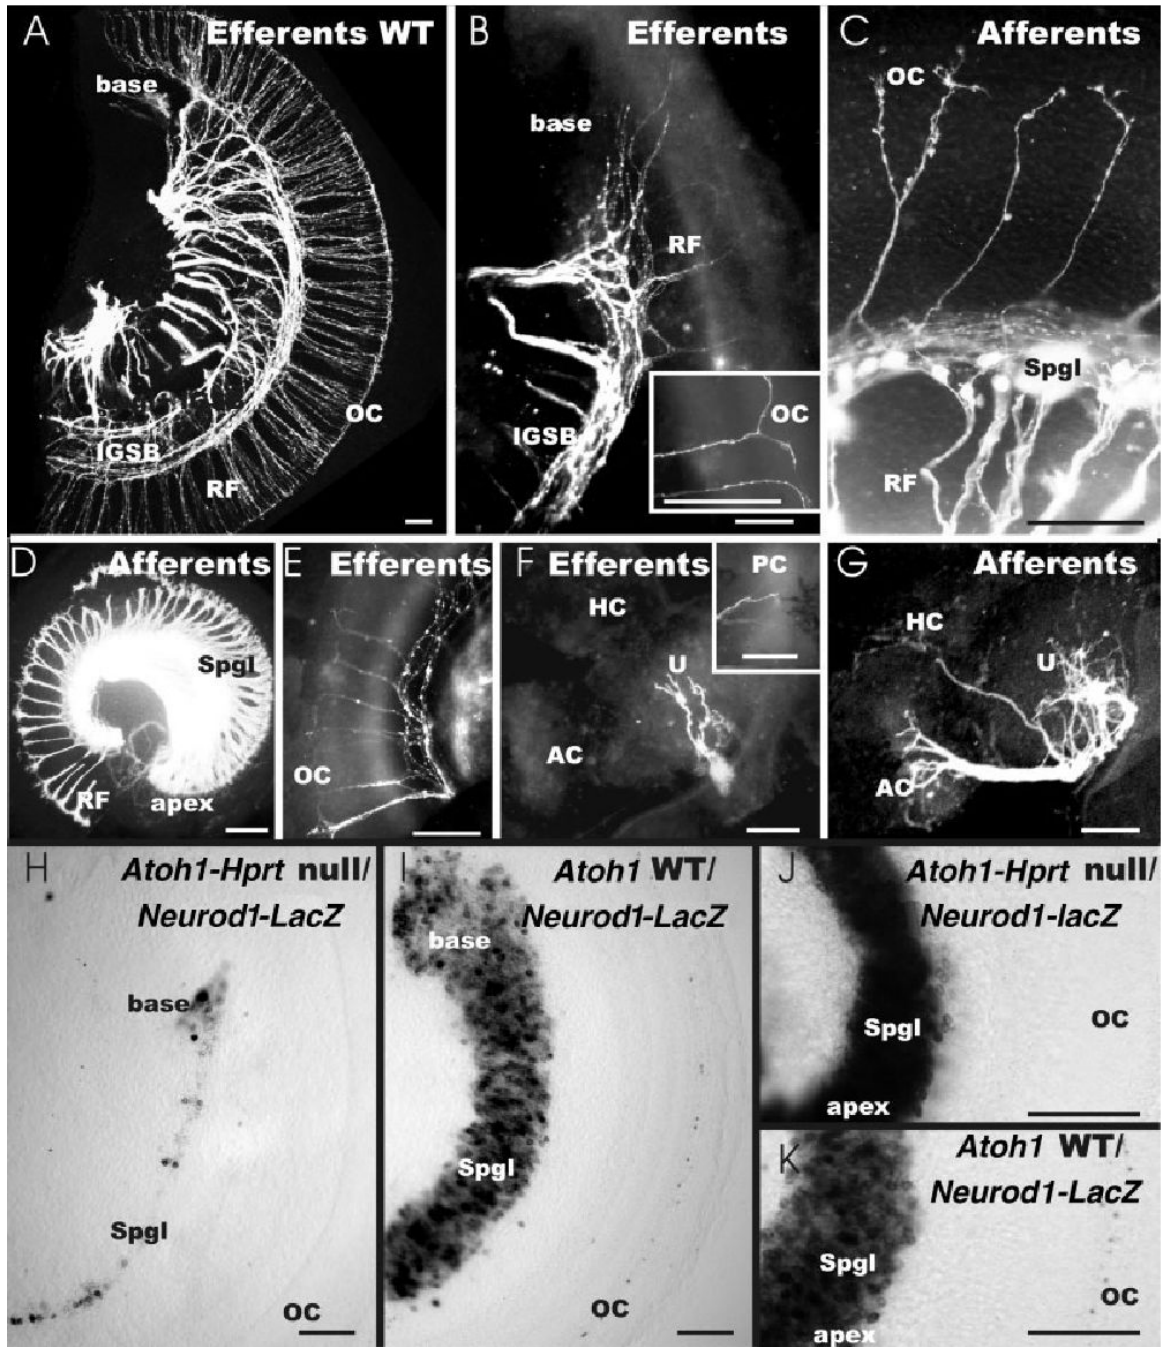 A
Efferents WT
base
IGSB
RF
OC
B
Efferents
base
RF
IGSB
OC
C
Afferents
OC
Spgl
RF
D
Afferents
Spgl
RF
apex
E
Efferents
OC
F
Efferents
HC
PC
U
AC
G
Afferents
HC
U
AC
H
Atoh1-Hprt null/
Neurod1-LacZ
base
Spgl
OC
I
Atoh1 WT/
Neurod1-LacZ
base
Spgl
OC
J
Atoh1-Hprt null/
Neurod1-lacZ
Spgl
OC
apex
K
Atoh1 WT/
Neurod1-LacZ
Spgl
OC
apex